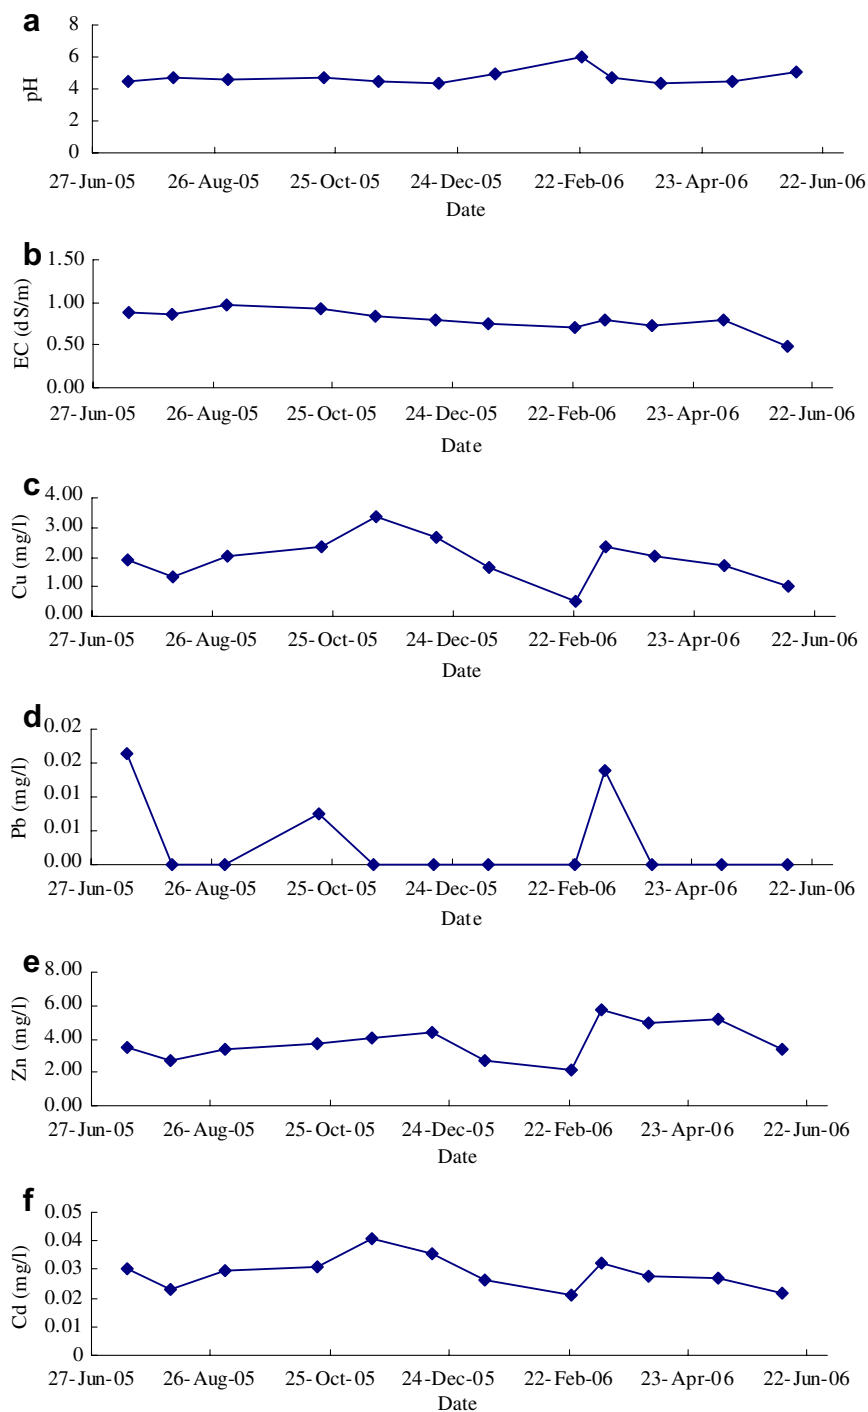 a
8
6
4
2
0
pH
27-Jun-05 26-Aug-05 25-Oct-05 24-Dec-05 22-Feb-06 23-Apr-06 22-Jun-06
Date
b
1.50
1.00
0.50
0.00
EC (dS/m)
27-Jun-05 26-Aug-05 25-Oct-05 24-Dec-05 22-Feb-06 23-Apr-06 22-Jun-06
Date
c
4.00
3.00
2.00
1.00
0.00
Cu (mg/l)
27-Jun-05 26-Aug-05 25-Oct-05 24-Dec-05 22-Feb-06 23-Apr-06 22-Jun-06
Date
d
0.02
0.02
0.01
0.01
0.00
Pb (mg/l)
27-Jun-05 26-Aug-05 25-Oct-05 24-Dec-05 22-Feb-06 23-Apr-06 22-Jun-06
Date
e
8.00
6.00
4.00
2.00
0.00
Zn (mg/l)
27-Jun-05 26-Aug-05 25-Oct-05 24-Dec-05 22-Feb-06 23-Apr-06 22-Jun-06
Date
f
0.05
0.04
0.03
0.02
0.01
0
Cd (mg/l)
27-Jun-05 26-Aug-05 25-Oct-05 24-Dec-05 22-Feb-06 23-Apr-06 22-Jun-06
Date